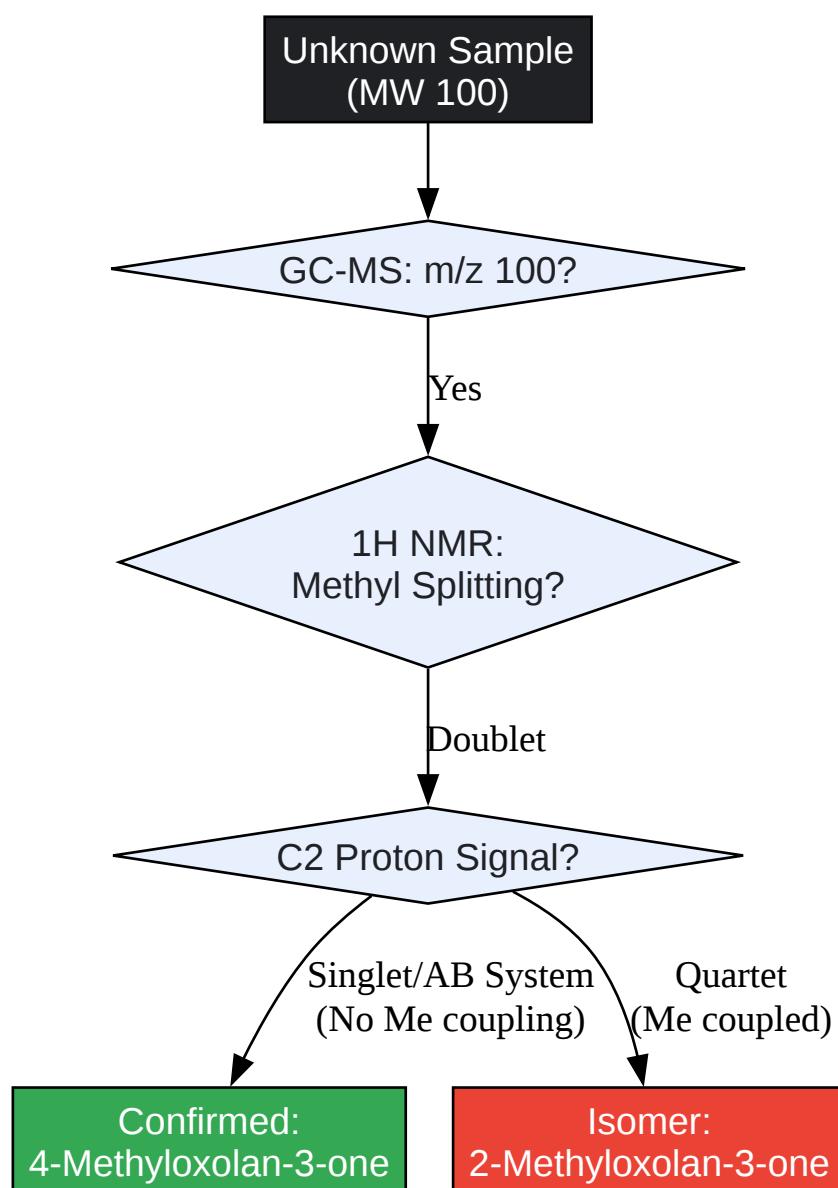 Unknown Sample
(MW 100)
GC-MS: m/z 100?
Yes
1H NMR:
Methyl Splitting?
Doublet
C2 Proton Signal?
Singlet/AB System
(No Me coupling)
Quartet
(Me coupled)
Confirmed:
4-Methyloxolan-3-one
Isomer:
2-Methyloxolan-3-one